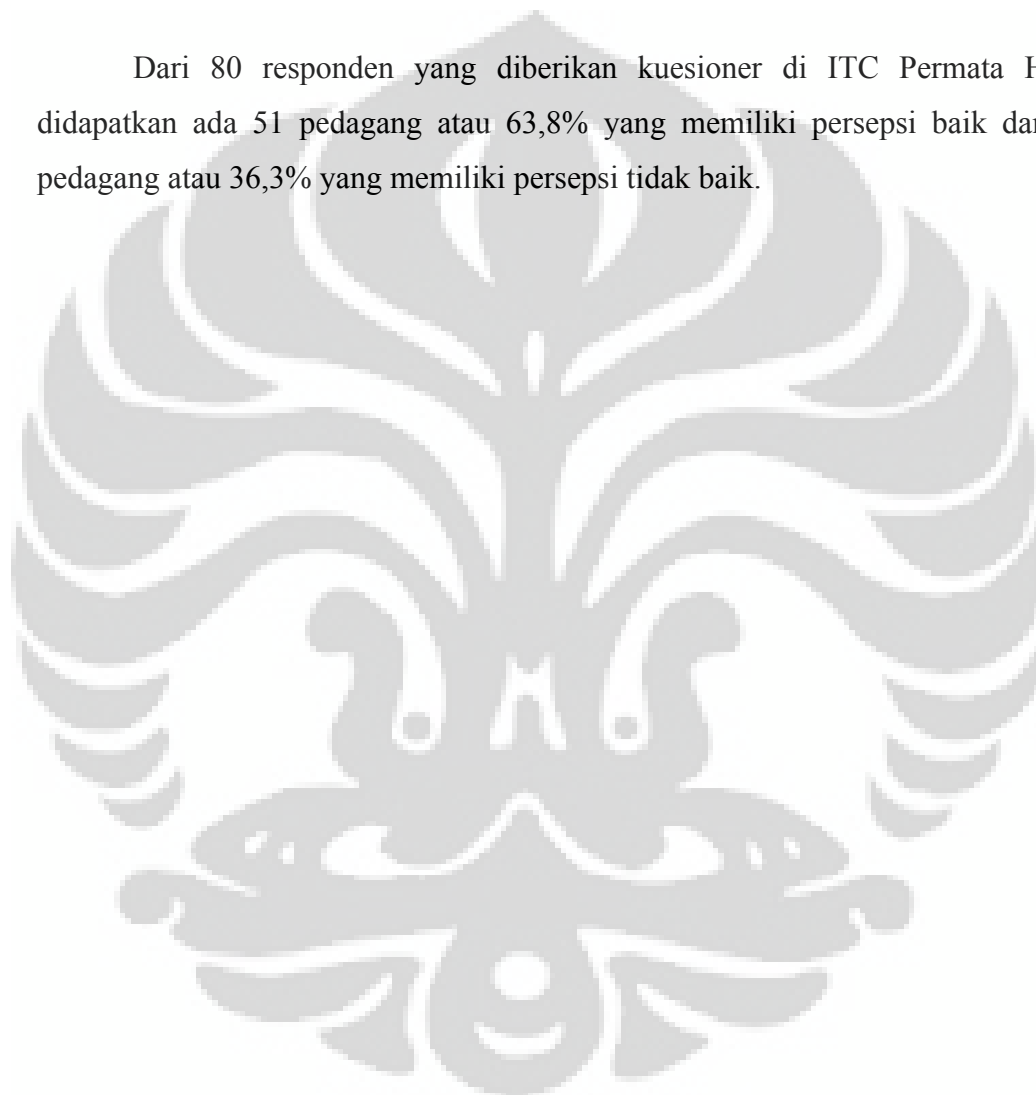 Dari 80 responden yang diberikan kuesioner di ITC Permata H
didapatkan ada 51 pedagang atau 63,8% yang memiliki persepsi baik dan
pedagang atau 36,3% yang memiliki persepsi tidak baik.